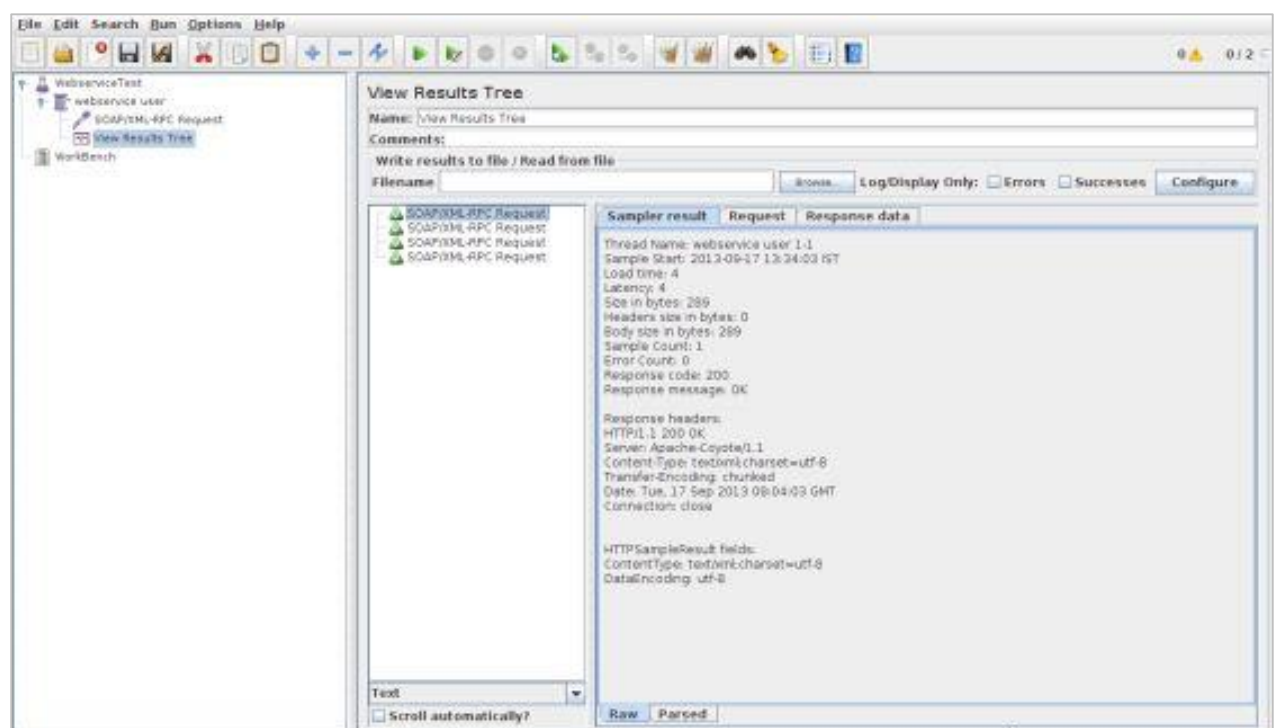 File Edit Search Run Options Help
0 0 / 2
WebserviceTest
webservice user
SOAP/XML-RPC Request
View Results Tree
WorkBench
View Results Tree
Name: View Results Tree
Comments:
Write results to file / Read from file
Filename Browse... Log/Display Only: Errors Successes Configure
SOAP/XML-RPC Request
SOAP/XML-RPC Request
SOAP/XML-RPC Request
SOAP/XML-RPC Request
Sampler result Request Response data
Thread Name: webservice user 1-1
Sample Start: 2013-09-17 13:34:03 IST
Load time: 4
Latency: 4
Size in bytes: 289
Headers size in bytes: 0
Body size in bytes: 289
Sample Count: 1
Error Count: 0
Response code: 200
Response message: OK
Response headers:
HTTP/1.1 200 OK
Server: Apache-Coyote/1.1
Content-Type: text/xml;charset=utf-8
Transfer-Encoding: chunked
Date: Tue, 17 Sep 2013 08:04:03 GMT
Connection: close
HTTPSampleResult fields:
ContentType: text/xml;charset=utf-8
DataEncoding: utf-8
Text
Scroll automatically?
Raw Parsed